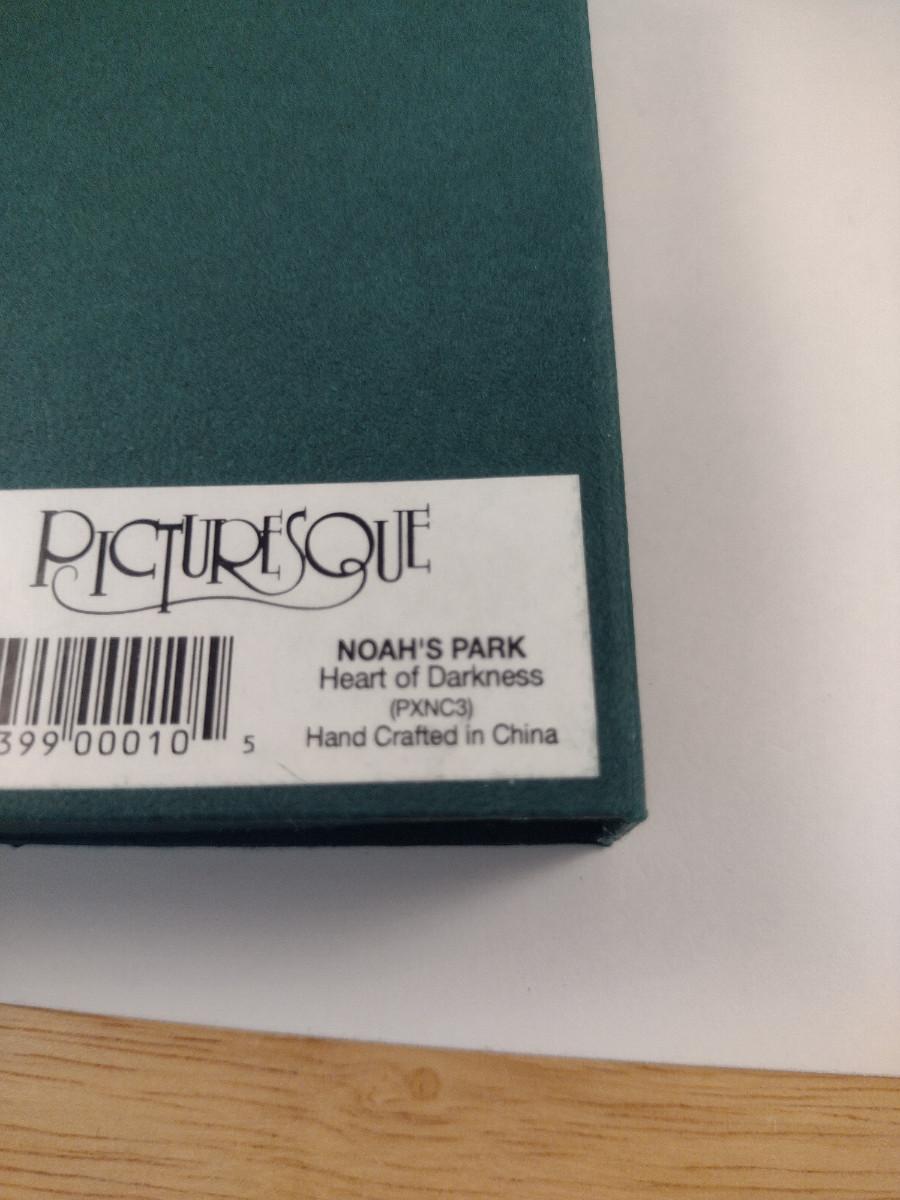 PICTURESQUE
NOAH'S PARK
Heart of Darkness
(PXNC3)
Hand Crafted in China
399 00010 5